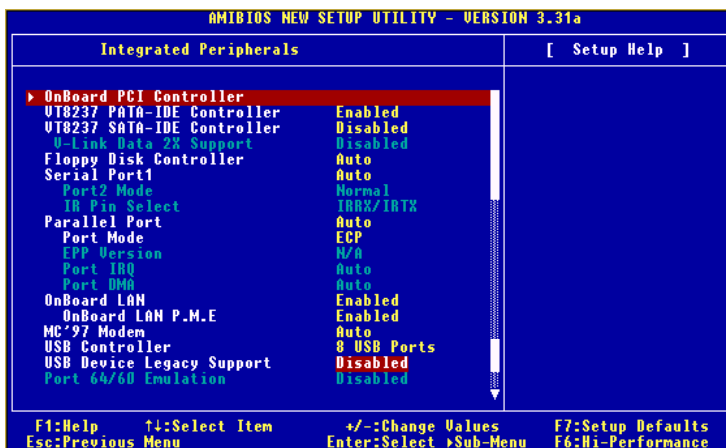 AMIBIOS NEW SETUP UTILITY - VERSION 3.31a
Integrated Peripherals [ Setup Help ]
▸ OnBoard PCI Controller
VT8237 PATA-IDE Controller Enabled
VT8237 SATA-IDE Controller Disabled
V-Link Data 2X Support Disabled
Floppy Disk Controller Auto
Serial Port1 Auto
Port2 Mode Normal
IR Pin Select IRRX/IRTX
Parallel Port Auto
Port Mode ECP
EPP Version N/A
Port IRQ Auto
Port DMA Auto
OnBoard LAN Enabled
OnBoard LAN P.M.E Enabled
MC'97 Modem Auto
USB Controller 8 USB Ports
USB Device Legacy Support Disabled
Port 64/60 Emulation Disabled
F1:Help ↑↓:Select Item +/-:Change Values F7:Setup Defaults
Esc:Previous Menu Enter:Select ▸Sub-Menu F6:Hi-Performance